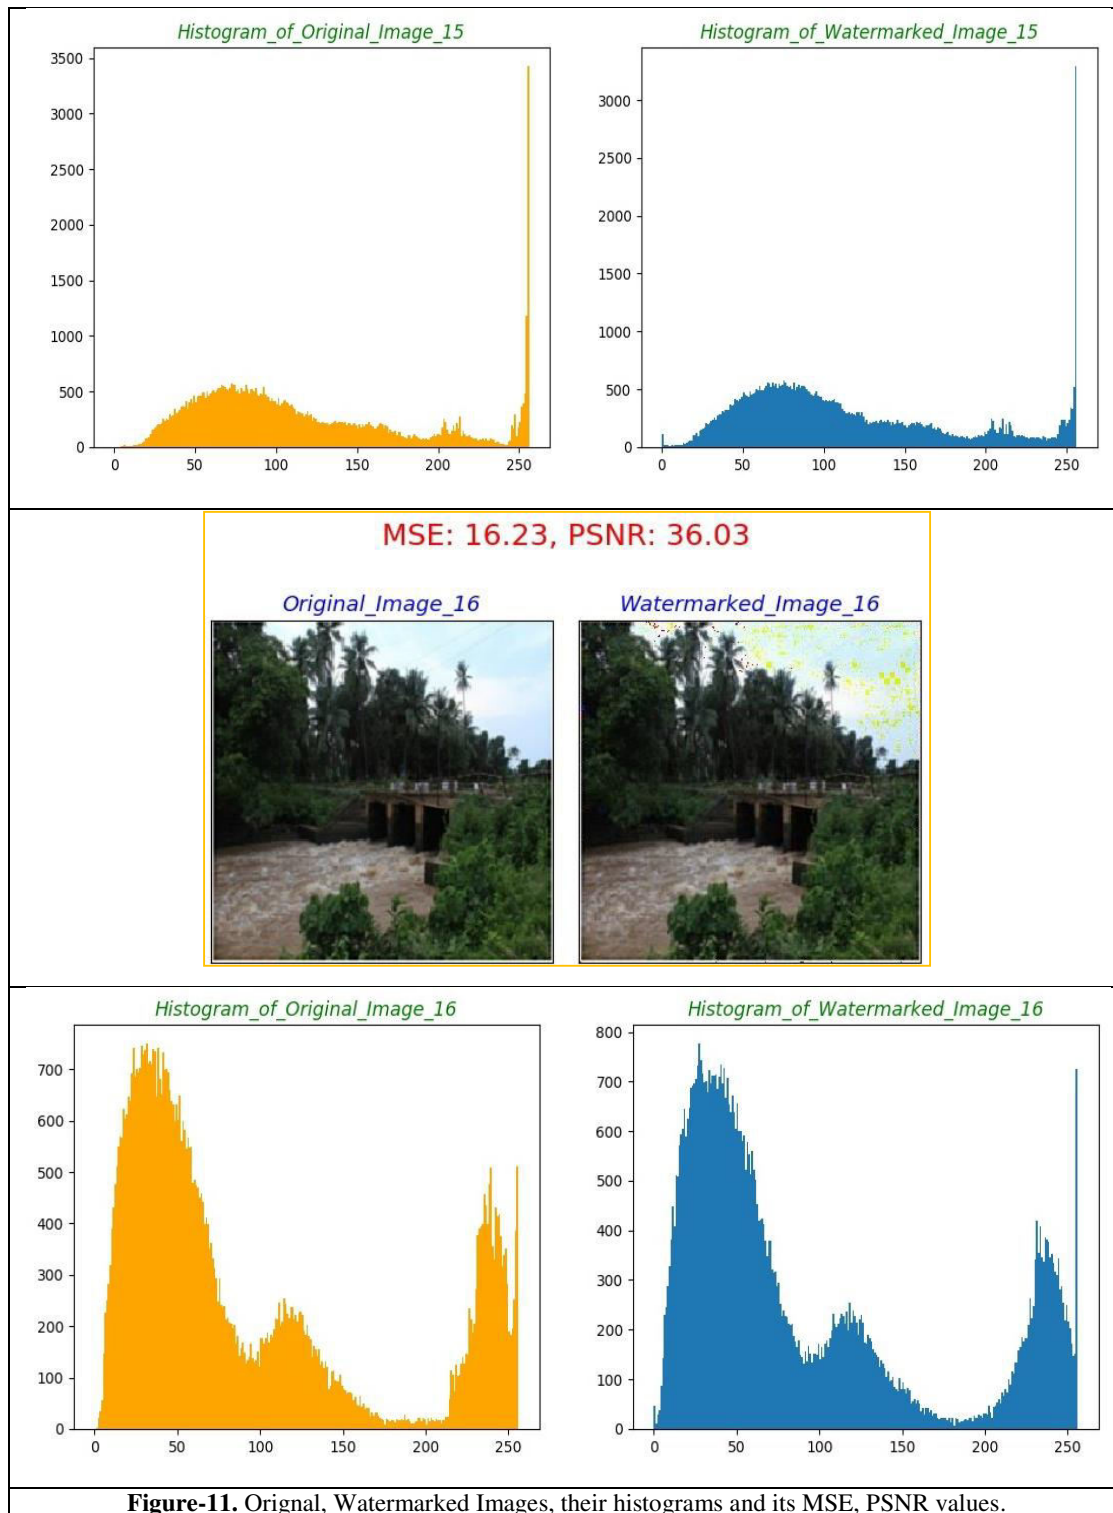 Histogram_of_Original_Image_15
Histogram_of_Watermarked_Image_15
3500
3000
2500
2000
1500
1000
500
0
0 50 100 150 200 250
3000
2500
2000
1500
1000
500
0
0 50 100 150 200 250
MSE: 16.23, PSNR: 36.03
Original_Image_16
Watermarked_Image_16
Histogram_of_Original_Image_16
Histogram_of_Watermarked_Image_16
700
600
500
400
300
200
100
0
0 50 100 150 200 250
800
700
600
500
400
300
200
100
0
0 50 100 150 200 250
Figure-11. Orignal, Watermarked Images, their histograms and its MSE, PSNR values.